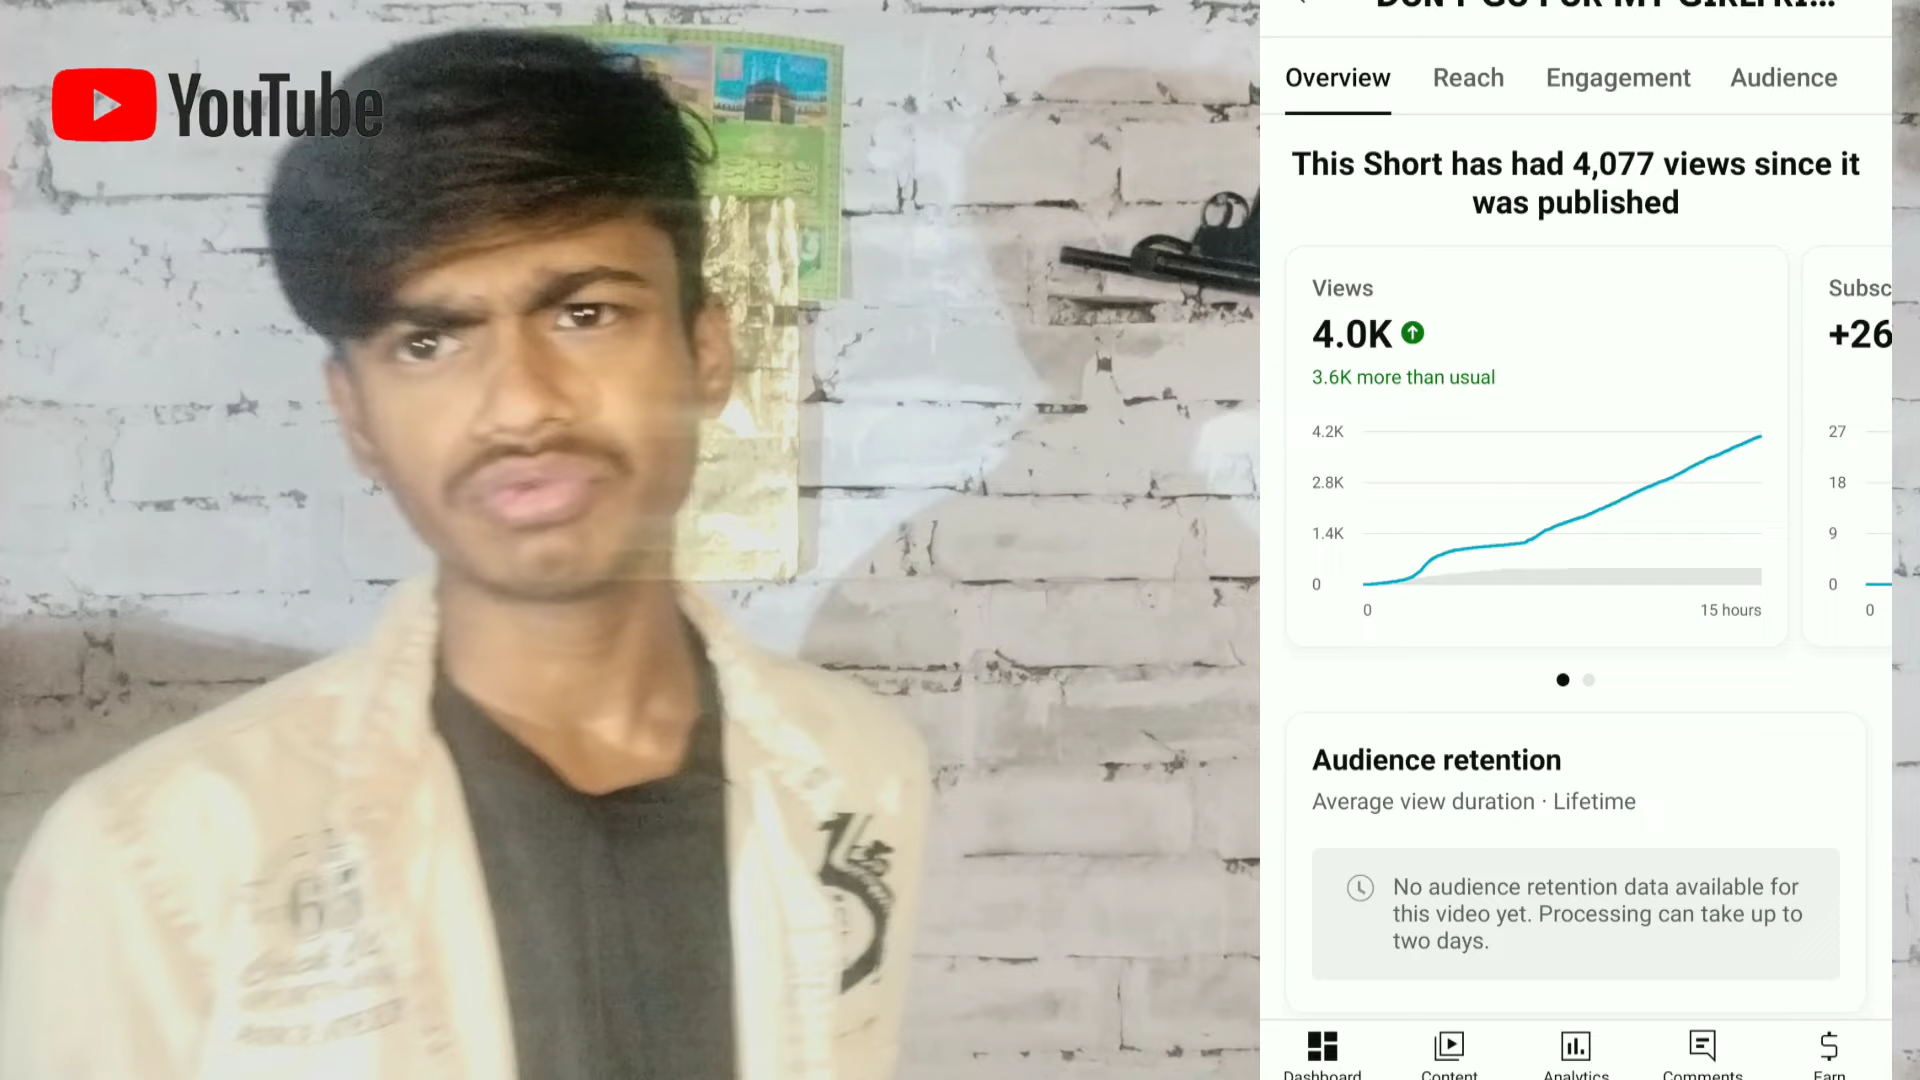 YouTube
Overview Reach Engagement Audience
This Short has had 4,077 views since it
was published
Views
4.0K
3.6K more than usual
4.2K
2.8K
1.4K
0
0 15 hours
Subsc
+26
27
18
9
0
0
Audience retention
Average view duration · Lifetime
No audience retention data available for
this video yet. Processing can take up to
two days.
Dashboard Content Analytics Comments Earn